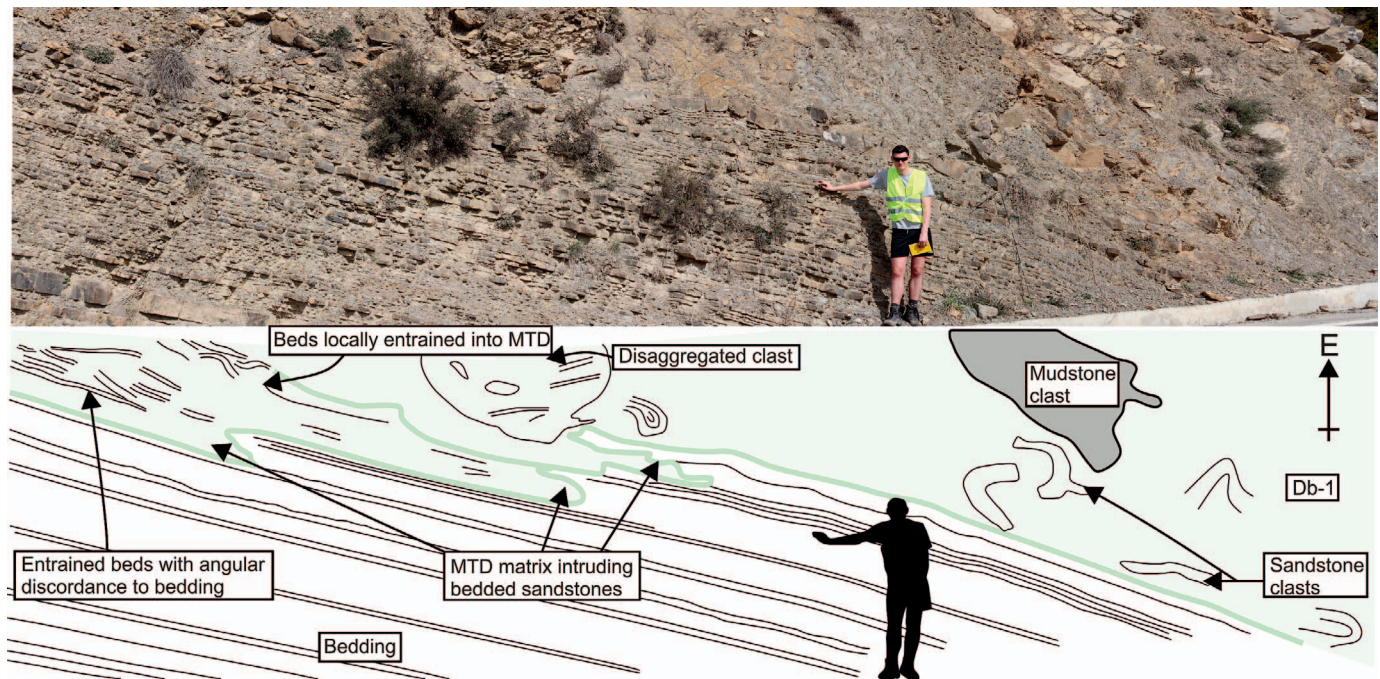 Beds locally entrained into MTD
Disaggregated clast
E
Mudstone
clast
Db-1
Entrained beds with angular
discordance to bedding
MTD matrix intruding
bedded sandstones
Sandstone
clasts
Bedding